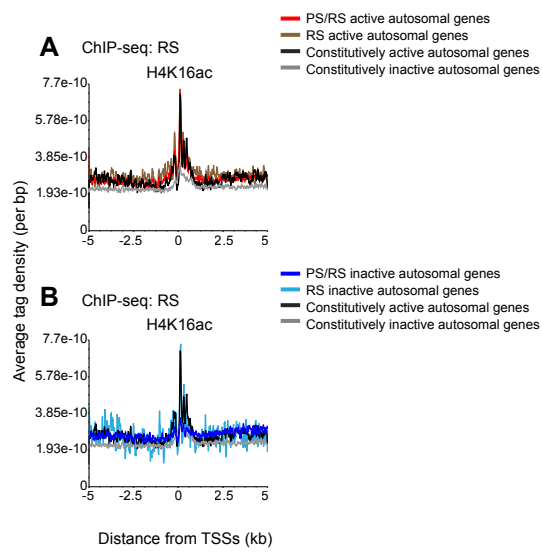 PS/RS active autosomal genes
RS active autosomal genes
Constitutively active autosomal genes
Constitutively inactive autosomal genes
A
ChIP-seq: RS
H4K16ac
7.7e-10
5.78e-10
3.85e-10
1.93e-10
0
-5 -2.5 0 2.5 5
Average tag density (per bp)
PS/RS inactive autosomal genes
RS inactive autosomal genes
Constitutively active autosomal genes
Constitutively inactive autosomal genes
B
ChIP-seq: RS
H4K16ac
7.7e-10
5.78e-10
3.85e-10
1.93e-10
0
-5 -2.5 0 2.5 5
Distance from TSSs (kb)